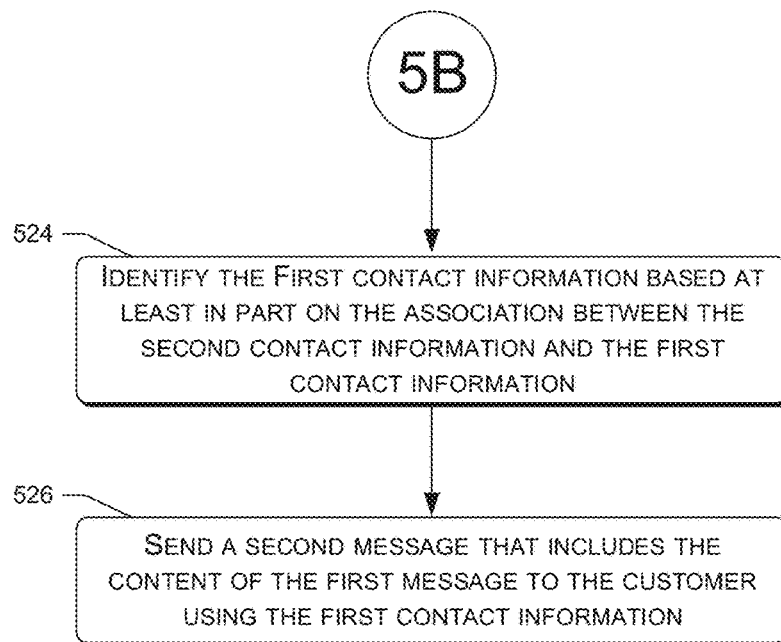 5B
524
IDENTIFY THE FIRST CONTACT INFORMATION BASED AT
LEAST IN PART ON THE ASSOCIATION BETWEEN THE
SECOND CONTACT INFORMATION AND THE FIRST
CONTACT INFORMATION
526
SEND A SECOND MESSAGE THAT INCLUDES THE
CONTENT OF THE FIRST MESSAGE TO THE CUSTOMER
USING THE FIRST CONTACT INFORMATION